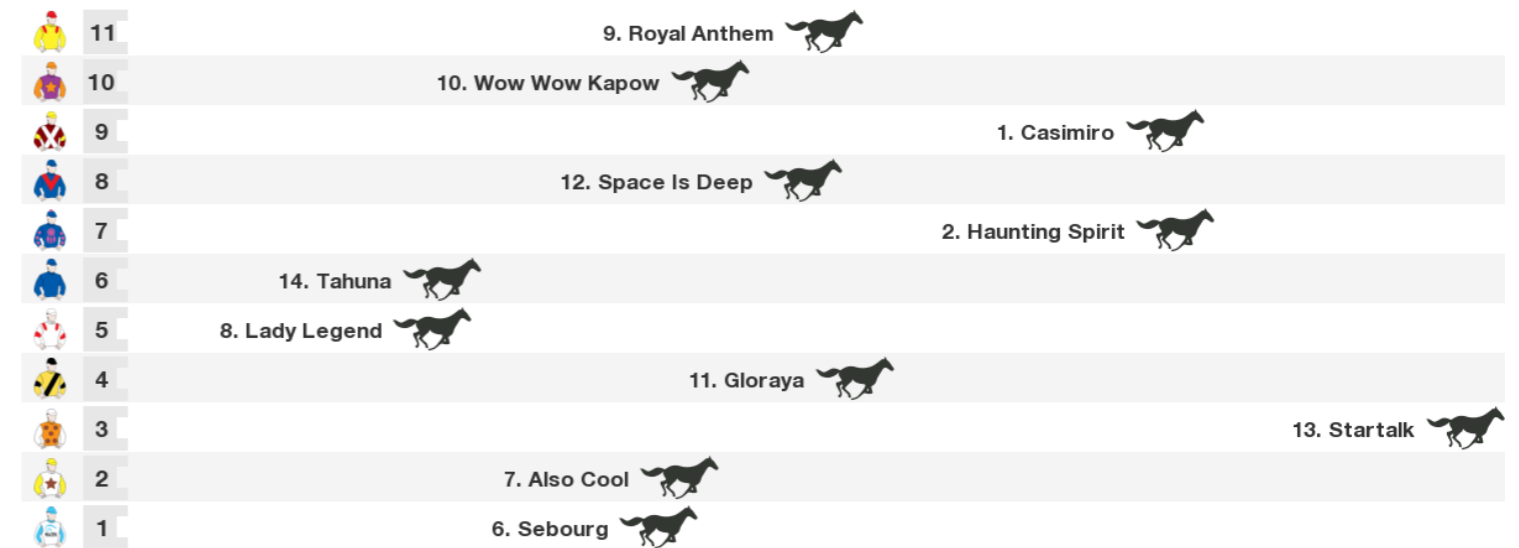 11 9. Royal Anthem
10 10. Wow Wow Kapow
9 1. Casimiro
8 12. Space Is Deep
7 2. Haunting Spirit
6 14. Tahuna
5 8. Lady Legend
4 11. Gloraya
3 13. Startalk
2 7. Also Cool
1 6. Sebourg